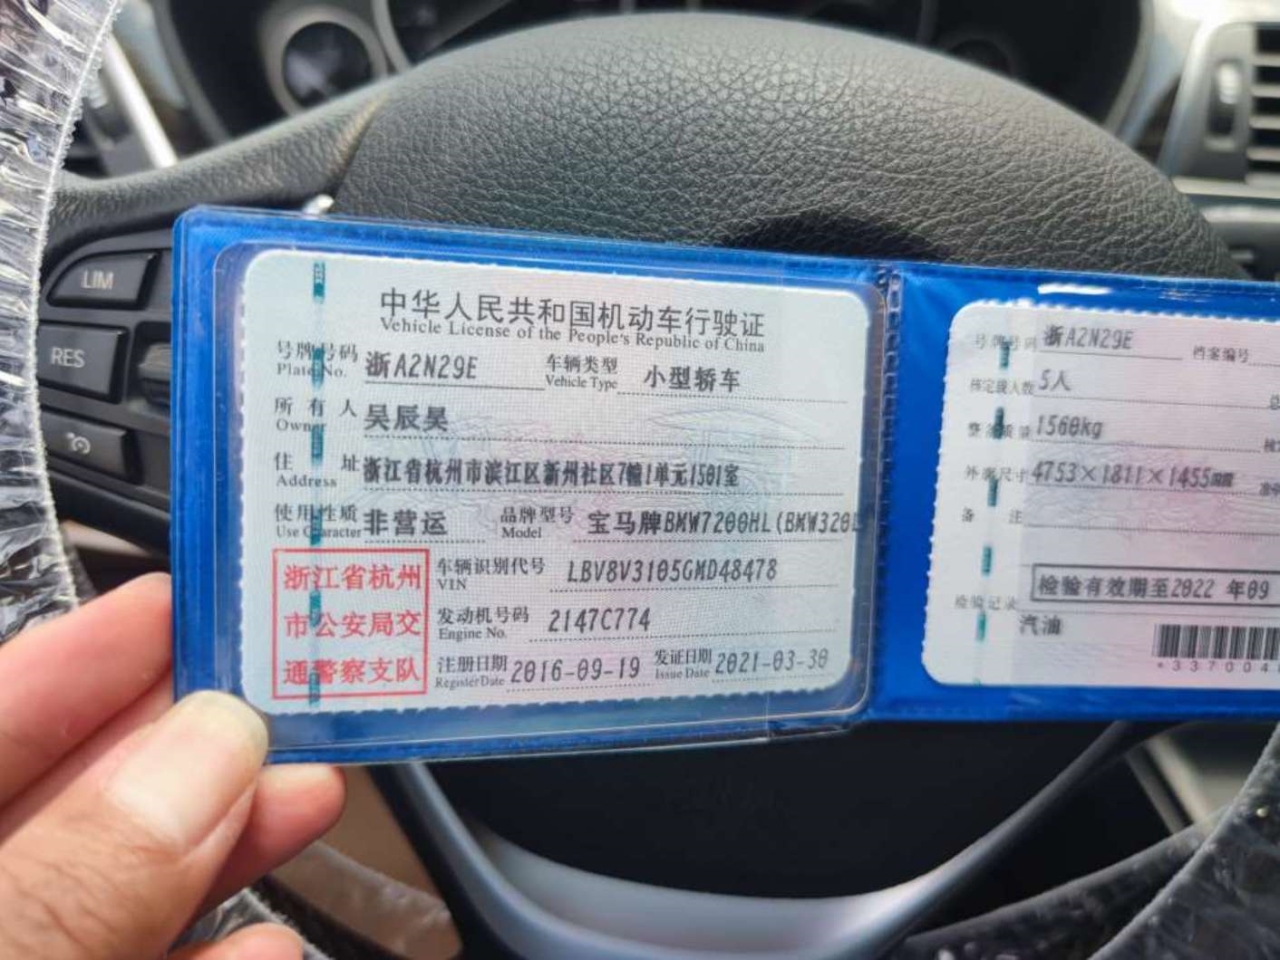 LIM
RES
中华人民共和国机动车行驶证
Vehicle License of the People's Republic of China
号牌号码 浙A2N29E 车辆类型 小型轿车
Plate No. Vehicle Type
所有人 吴辰昊
Owner
住址 浙江省杭州市滨江区新州社区7幢1单元1501室
Address
使用性质 非营运 品牌型号 宝马牌BMW7200HL(BMW320L
Use Character Model
浙江省杭州
市公安局交
通警察支队
车辆识别代号 LBV8V3105GMD48478
VIN
发动机号码 2147C774
Engine No.
注册日期 2016-09-19 发证日期 2021-03-30
Register Date Issue Date
号牌号码 浙A2N29E 档案编号
核定载人数 5人
整备质量 1560kg
外廓尺寸 4753×1811×1455mm
备注
检验有效期至2022 年09
检验记录
汽油
*337004